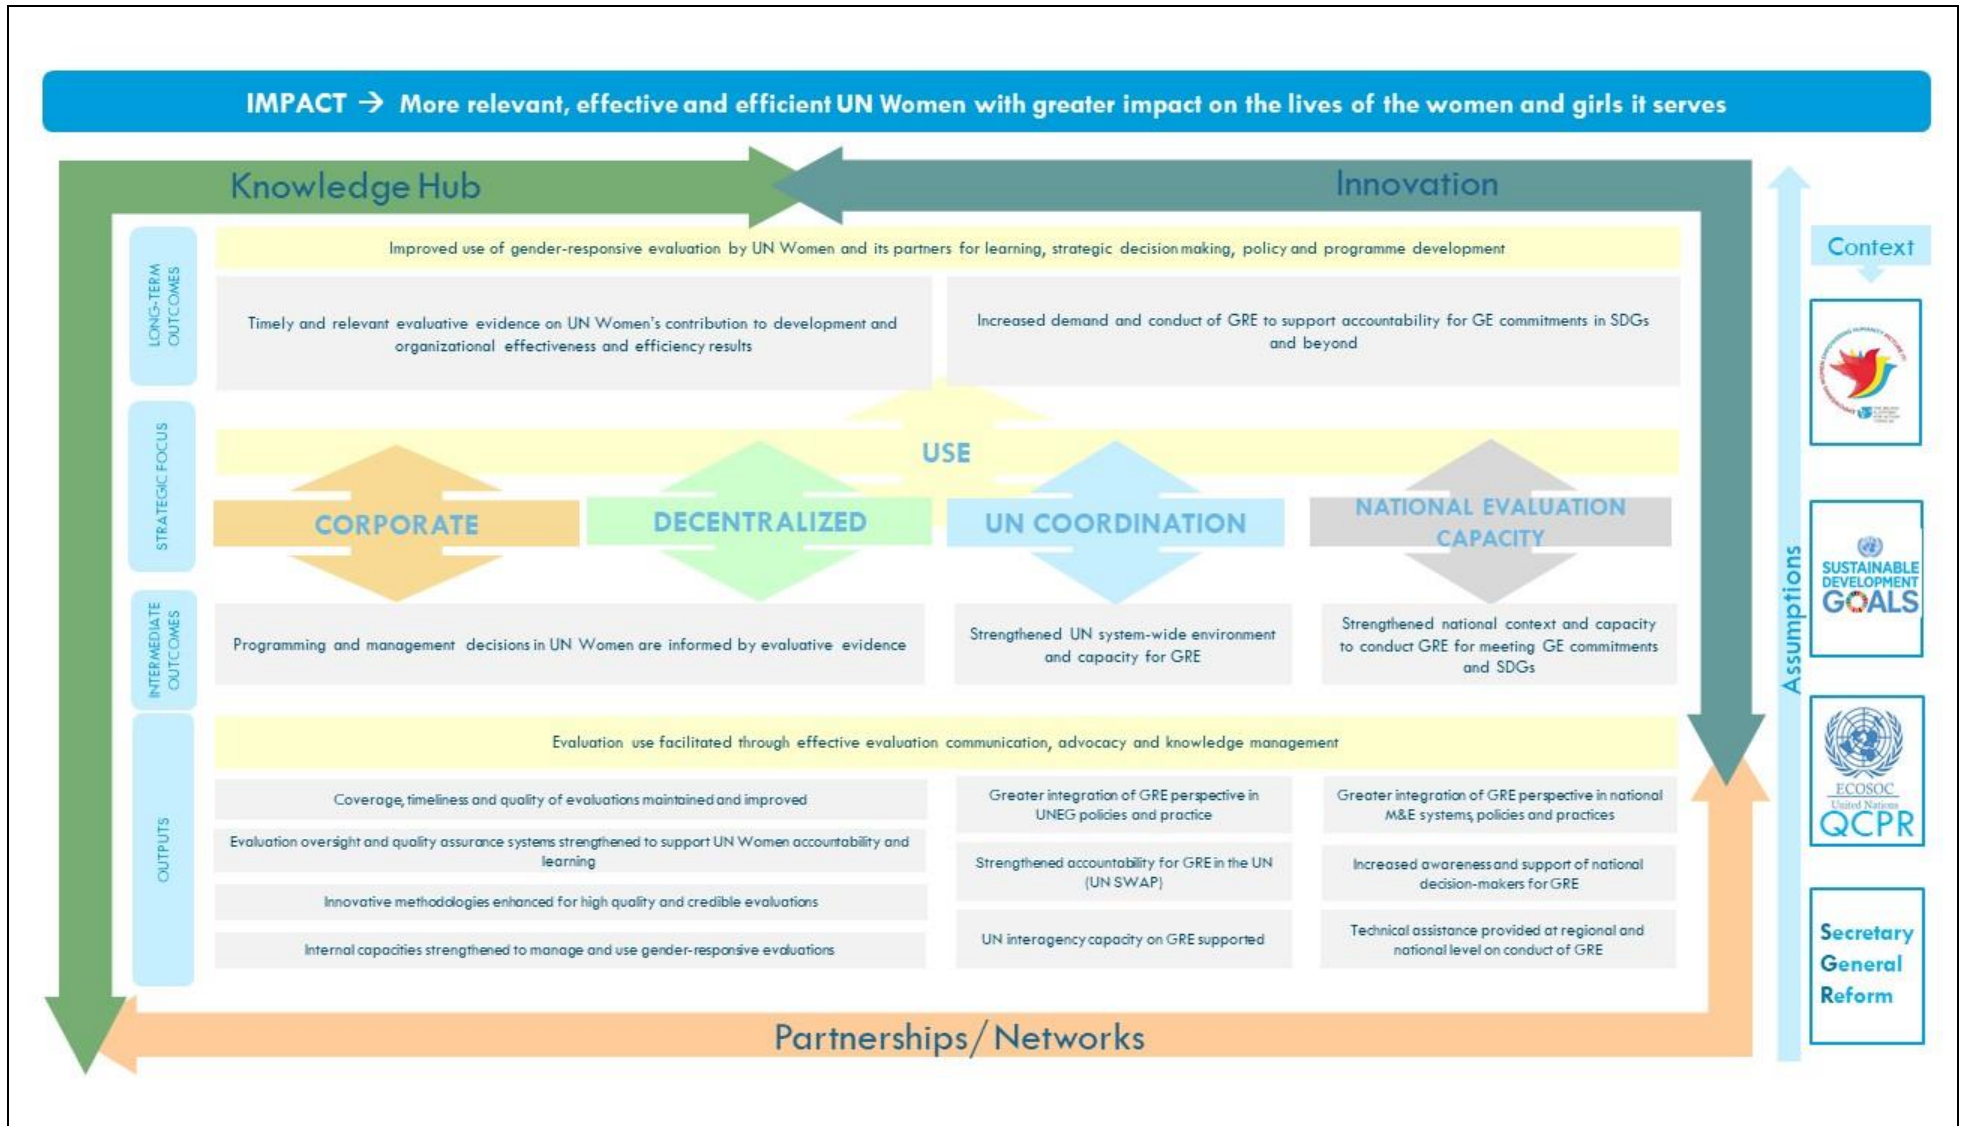 IMPACT → More relevant, effective and efficient UN Women with greater impact on the lives of the women and girls it serves
Knowledge Hub
Innovation
LONG-TERM
OUTCOMES
Improved use of gender-responsive evaluation by UN Women and its partners for learning, strategic decision making, policy and programme development
Timely and relevant evaluative evidence on UN Women's contribution to development and
organizational effectiveness and efficiency results
Increased demand and conduct of GRE to support accountability for GE commitments in SDGs
and beyond
STRATEGIC FOCUS
USE
CORPORATE
DECENTRALIZED
UN COORDINATION
NATIONAL EVALUATION
CAPACITY
INTERMEDIATE
OUTCOMES
Programming and management decisions in UN Women are informed by evaluative evidence
Strengthened UN system-wide environment
and capacity for GRE
Strengthened national context and capacity
to conduct GRE for meeting GE commitments
and SDGs
OUTPUTS
Evaluation use facilitated through effective evaluation communication, advocacy and knowledge management
Coverage, timeliness and quality of evaluations maintained and improved
Evaluation oversight and quality assurance systems strengthened to support UN Women accountability and
learning
Innovative methodologies enhanced for high quality and credible evaluations
Internal capacities strengthened to manage and use gender-responsive evaluations
Greater integration of GRE perspective in
UNEG policies and practice
Strengthened accountability for GRE in the UN
(UN SWAP)
UN interagency capacity on GRE supported
Greater integration of GRE perspective in national
M&E systems, policies and practices
Increased awareness and support of national
decision-makers for GRE
Technical assistance provided at regional and
national level on conduct of GRE
Partnerships/Networks
Assumptions
Context
SUSTAINABLE
DEVELOPMENT
GOALS
ECOSOC
United Nations
QCPR
Secretary
General
Reform